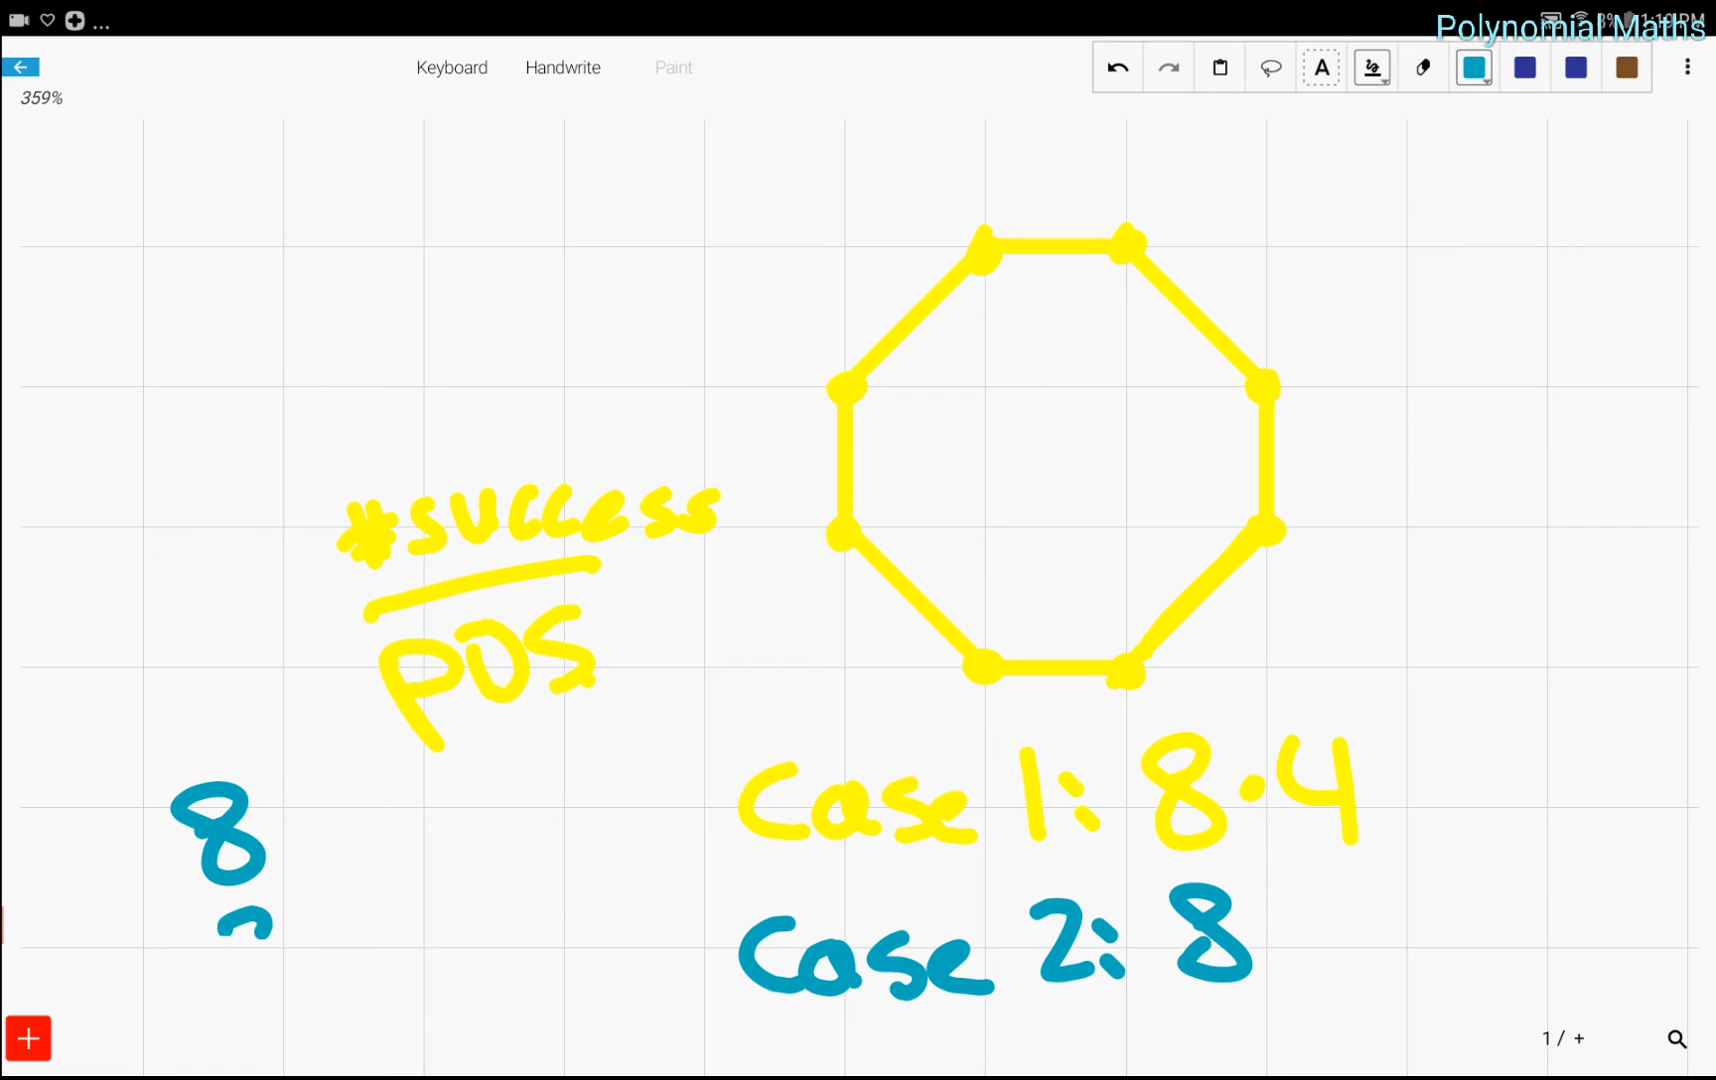 Polynomial Maths
Keyboard Handwrite Paint A
359%
*success
pos
Case 1: 8·4
8
Case 2: 8
1 / +